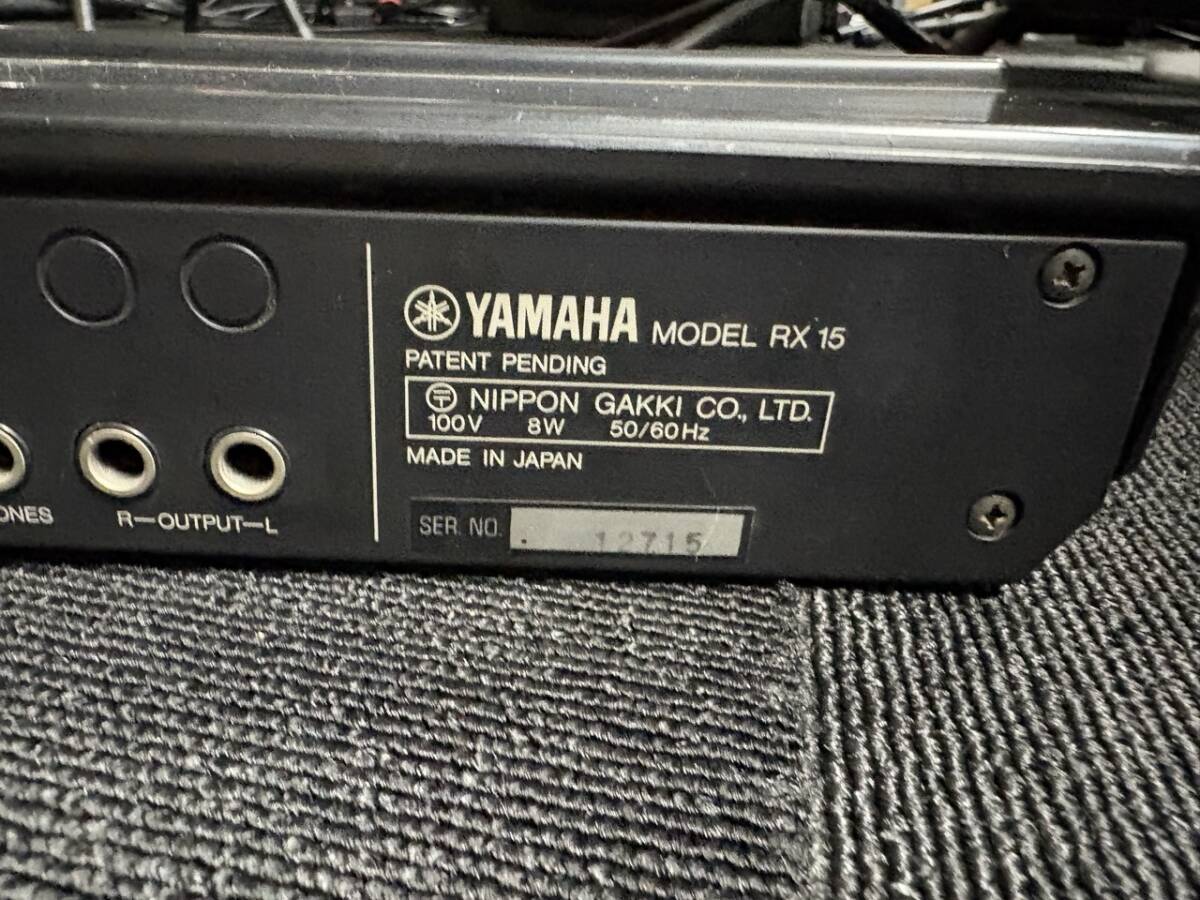 YAMAHA MODEL RX 15
PATENT PENDING
NIPPON GAKKI CO., LTD.
100V 8W 50/60Hz
MADE IN JAPAN
SER. NO. 12715
ONES R—OUTPUT—L